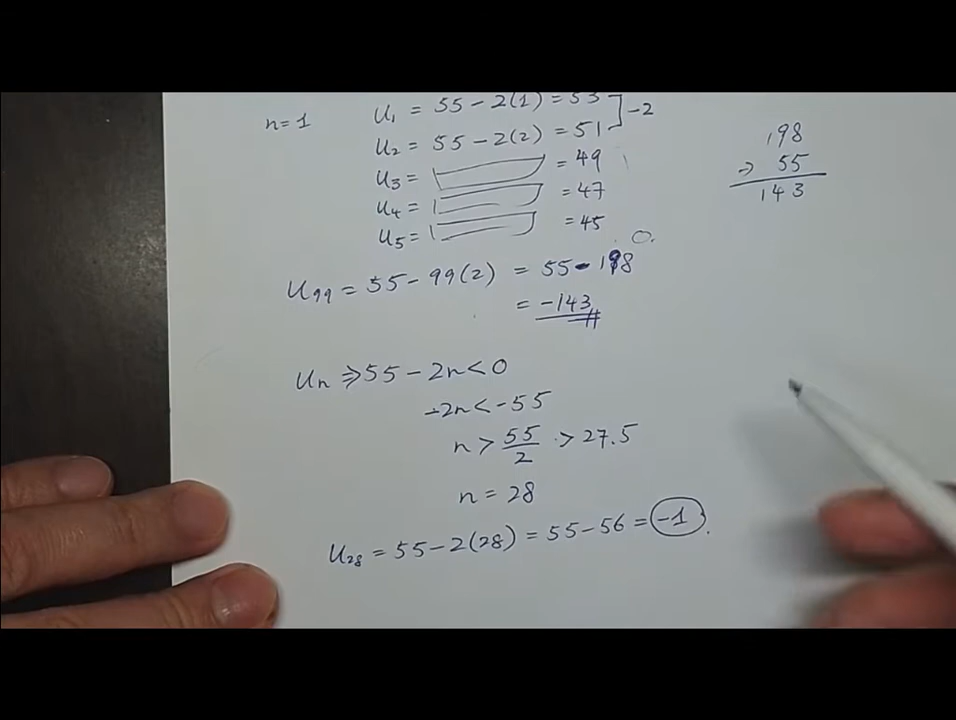 n=1
U₁ = 55-2(1) = 53 ] -2
U₂ = 55-2(2) = 51
U₃ = = 49
U₄ = = 47
U₅ = = 45
198
→ 55
143
U₉₉ = 55-99(2) = 55-198
= -143
Uₙ ⇒ 55-2n<0
-2n<-55
n > 55/2 > 27.5
n = 28
U₂₈ = 55-2(28) = 55-56 = -1.